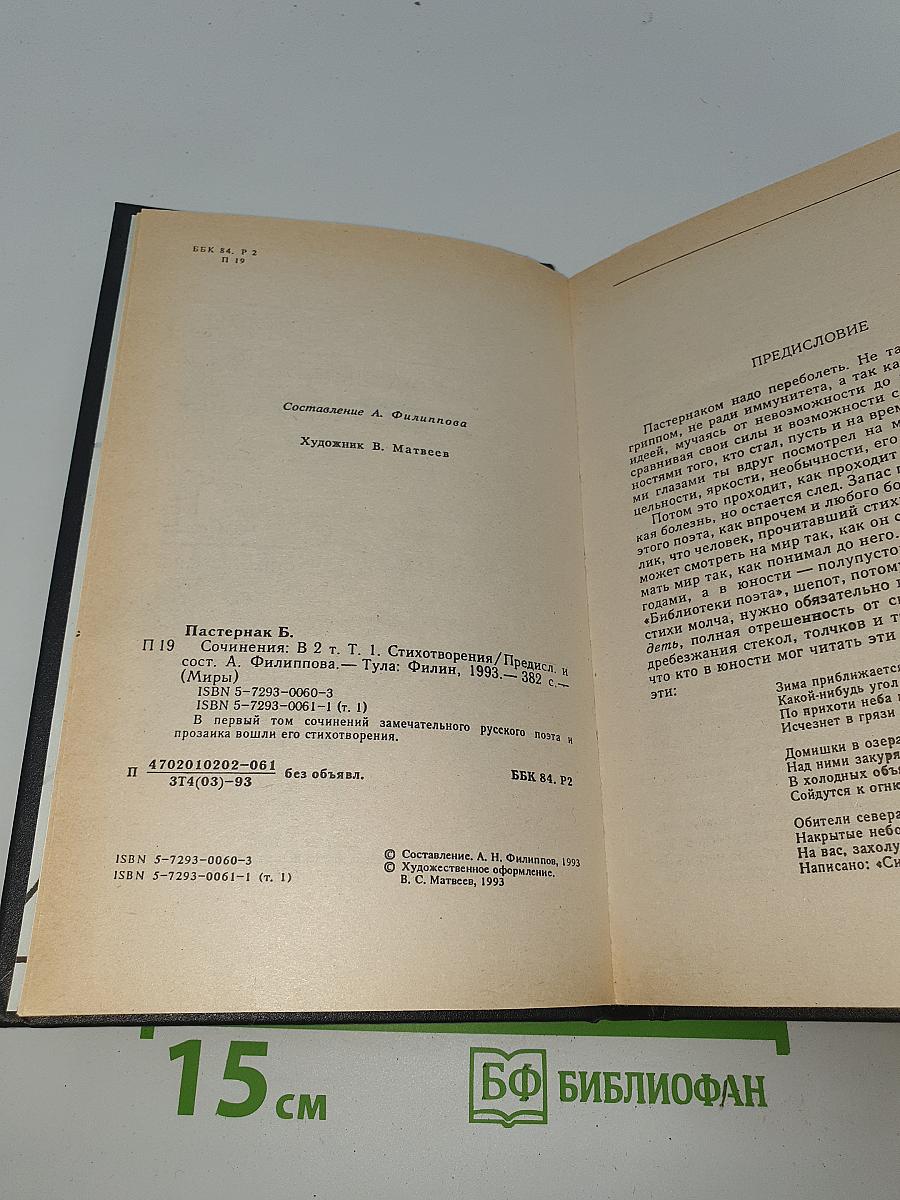 ББК 84. Р 2
П 19
Составление А. Филиппова
Художник В. Матвеев
Пастернак Б.
П 19 Сочинения: В 2 т. Т. 1. Стихотворения/Предисл. и
сост. А. Филиппова.— Тула: Филин, 1993.— 382 с.—
(Миры)
ISBN 5-7293-0060-3
ISBN 5-7293-0061-1 (т. 1)
В первый том сочинений замечательного русского поэта и
прозаика вошли его стихотворения.
П 4702010202—061 без объявл. ББК 84. Р2
3Т4(03)—93
ISBN 5-7293-0060-3
ISBN 5-7293-0061-1 (т. 1)
© Составление. А. Н. Филиппов, 1993
© Художественное оформление.
В. С. Матвеев, 1993
ПРЕДИСЛОВИЕ
Пастернаком надо переболеть. Не та
гриппом, не ради иммунитета, а так ка
идеей, мучаясь от невозможности до
сравнивая свои силы и возможности с
ностями того, кто стал, пусть и на врем
ми глазами ты вдруг посмотрел на м
цельности, яркости, необычности, его
Потом это проходит, как проходит
кая болезнь, но остается след. Запас
этого поэта, как впрочем и любого бо
лик, что человек, прочитавший стих
может смотреть на мир так, как он с
мать мир так, как понимал до него.
годами, а в юности — полупусто
«Библиотеки поэта», шепот, потому
стихи молча, нужно обязательно
деть, полная отрешенность от
дребезжания стекол, толчков и т
что кто в юности мог читать эти
эти:
Зима приближается
Какой-нибудь угол
По прихоти неба
Исчезнет в грязи
Домишки в озера
Над ними закуря
В холодных объя
Сойдутся к огню
Обители севера
Накрытые небо
На вас, захолу
Написано: «Си
15 см
БФ БИБЛИОФАН